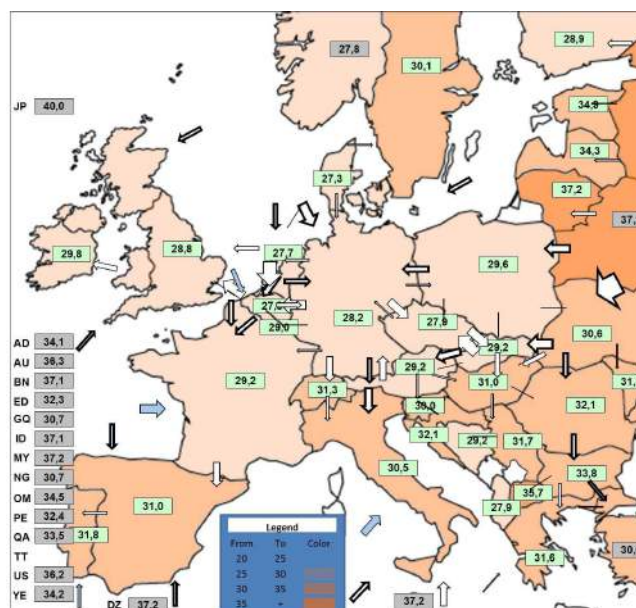 27,8
28,9
30,1
JP 40,0
34,9
34,3
27,3
37,2
37,
29,8
28,8
27,7
29,6
28,2
27,9
30,6
29,0
29,2
AD 34,1
AU 36,3
29,2
29,2
31,0
31,
BN 37,1
31,3
32,1
ED 32,3
30,0
GQ 30,7
32,1
29,2
31,7
ID 37,1
30,5
MY 37,2
33,8
NG 30,7
31,0
35,7
OM 34,5
27,9
PE 32,4
QA 33,5
31,8
Legend
30,
TT
From To Color
31,6
20 25
US 36,2
25 30
30 35
YE 34,2
35 -
DZ 37,2
37,2